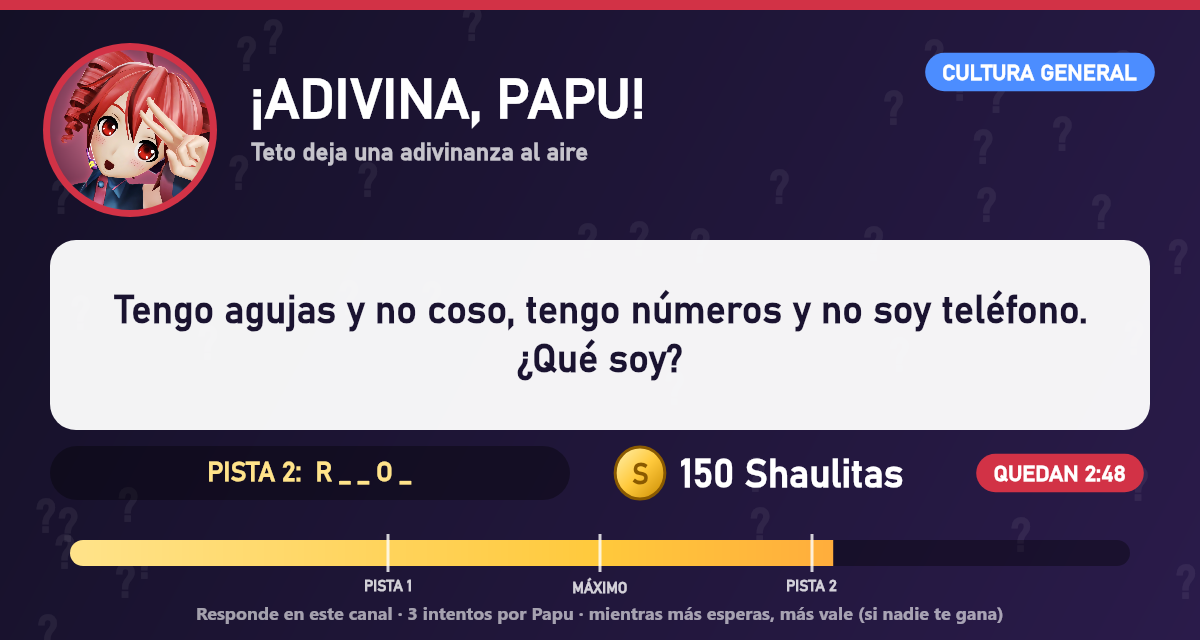 ¡ADIVINA, PAPU!
Teto deja una adivinanza al aire
CULTURA GENERAL
Tengo agujas y no coso, tengo números y no soy teléfono.
¿Qué soy?
PISTA 2: R _ _ O _
S 150 Shaulitas
QUEDAN 2:48
PISTA 1
MÁXIMO
PISTA 2
Responde en este canal · 3 intentos por Papu · mientras más esperas, más vale (si nadie te gana)